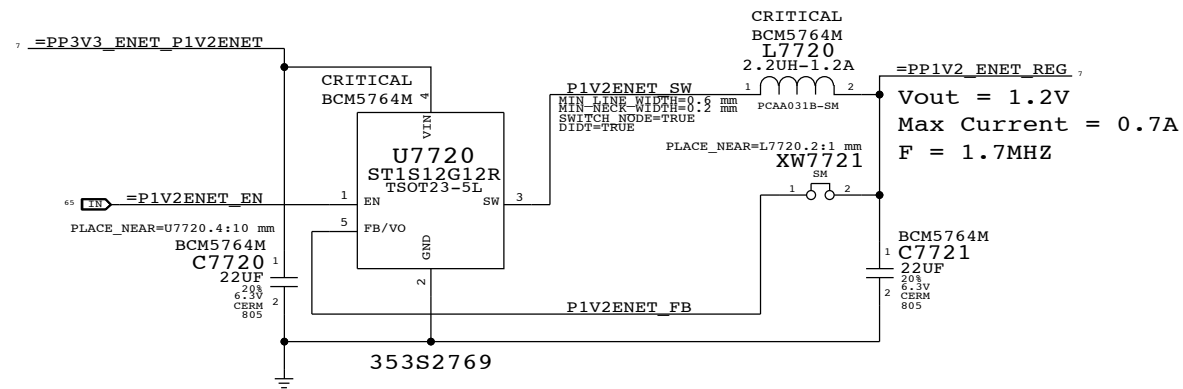 CRITICAL
BCM5764M
L7720
2.2UH-1.2A
7 =PP3V3_ENET_P1V2ENET
=PP1V2_ENET_REG 7
CRITICAL
BCM5764M
4
VIN
P1V2ENET_SW
MIN_LINE_WIDTH=0.6 mm
MIN_NECK_WIDTH=0.2 mm
SWITCH_NODE=TRUE
DIDT=TRUE
1 2
PCAA031B-SM
Vout = 1.2V
Max Current = 0.7A
F = 1.7MHZ
U7720
ST1S12G12R
TSOT23-5L
PLACE_NEAR=L7720.2:1 mm
XW7721
SM
1 2
65 IN =P1V2ENET_EN 1 EN
SW 3
5 FB/VO
GND
2
PLACE_NEAR=U7720.4:10 mm
BCM5764M
C7720 1
22UF
20%
6.3V
CERM 2
805
BCM5764M
1 C7721
22UF
20%
6.3V
2 CERM
805
P1V2ENET_FB
353S2769